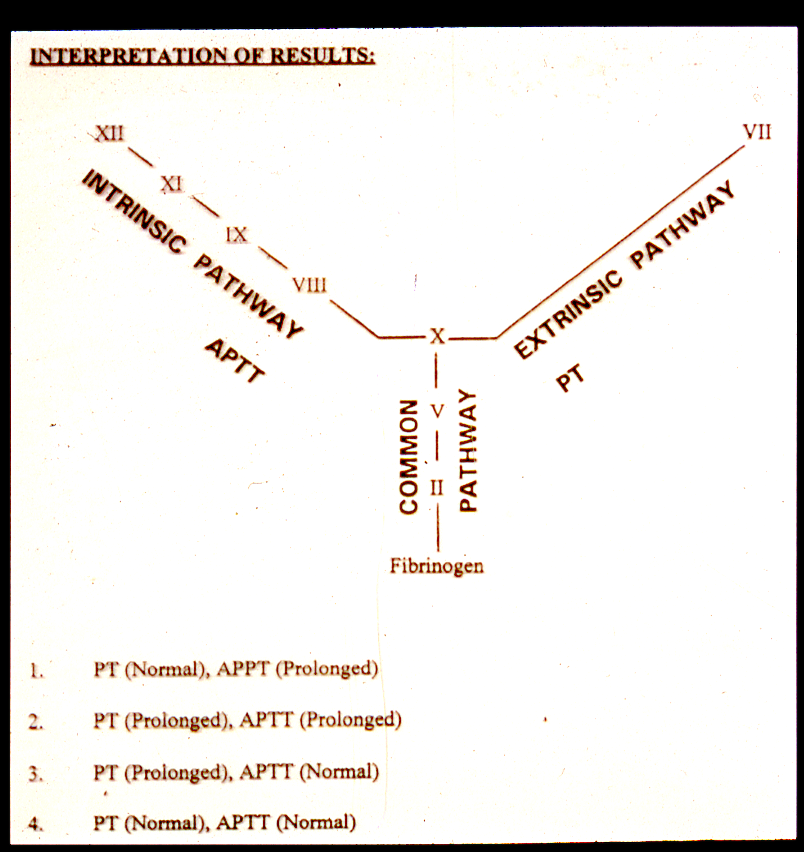 INTERPRETATION OF RESULTS:
XII
VII
XI
IX
VIII
INTRINSIC PATHWAY
APTT
X
EXTRINSIC PATHWAY
PT
V
COMMON
PATHWAY
II
Fibrinogen
1. PT (Normal), APPT (Prolonged)
2. PT (Prolonged), APTT (Prolonged)
3. PT (Prolonged), APTT (Normal)
4. PT (Normal), APTT (Normal)